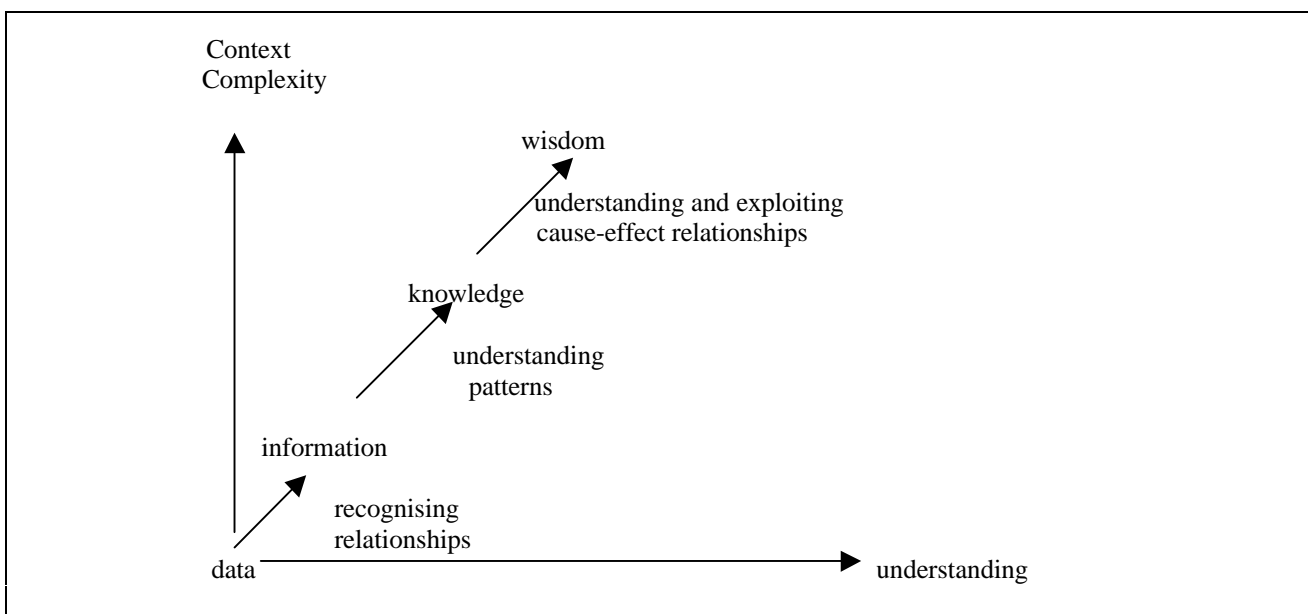 Context
Complexity
wisdom
understanding and exploiting
cause-effect relationships
knowledge
understanding
patterns
information
recognising
relationships
data
understanding